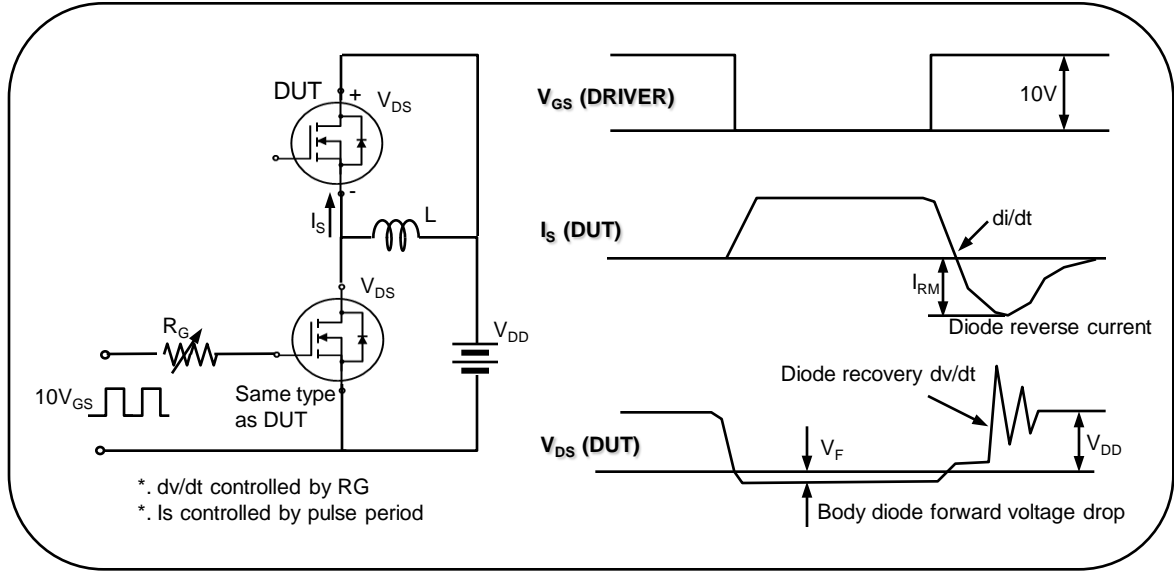 DUT
+
V_DS
-
I_S
L
V_DS
R_G
V_DD
10V_GS
Same type
as DUT
*. dv/dt controlled by RG
*. Is controlled by pulse period
V_GS (DRIVER)
10V
I_S (DUT)
di/dt
I_RM
Diode reverse current
Diode recovery dv/dt
V_DS (DUT)
V_F
V_DD
Body diode forward voltage drop